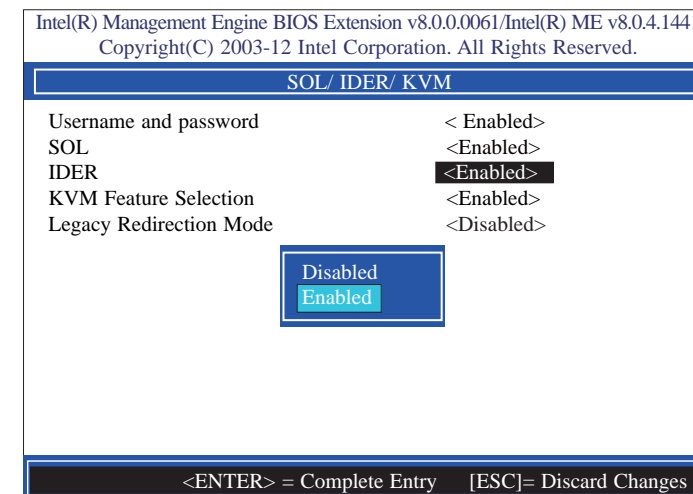 Intel(R) Management Engine BIOS Extension v8.0.0.0061/Intel(R) ME v8.0.4.1441
Copyright(C) 2003-12 Intel Corporation. All Rights Reserved.
SOL/ IDER/ KVM
Username and password < Enabled>
SOL <Enabled>
IDER <Enabled>
KVM Feature Selection <Enabled>
Legacy Redirection Mode <Disabled>
Disabled
Enabled
<ENTER> = Complete Entry [ESC]= Discard Changes